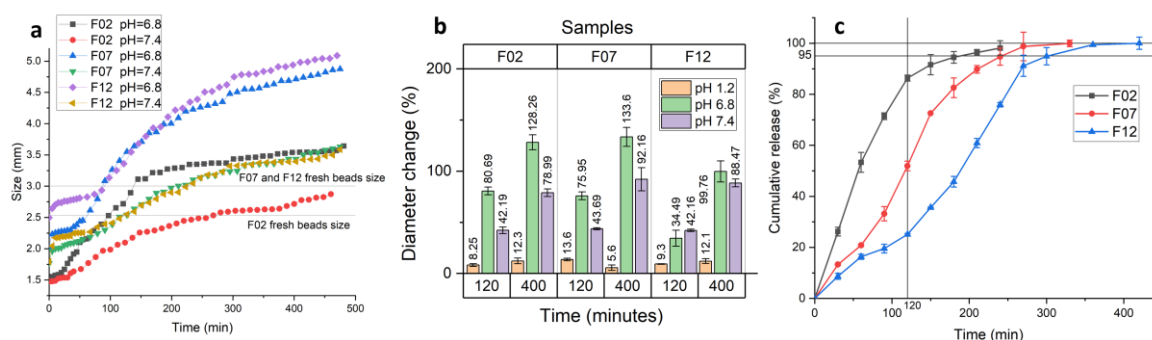 a
F02 pH=6.8
F02 pH=7.4
F07 pH=6.8
F07 pH=7.4
F12 pH=6.8
F12 pH=7.4
Size (mm)
5.0
4.5
4.0
3.5
3.0
2.5
2.0
1.5
F07 and F12 fresh beads size
F02 fresh beads size
0
100
200
300
400
500
Time (min)
b
Samples
F02
F07
F12
Diameter change (%)
200
100
0
pH 1.2
pH 6.8
pH 7.4
8.25
80.69
42.19
12.3
128.26
78.99
13.6
75.95
43.69
5.6
133.6
92.16
9.3
34.49
42.16
12.1
99.76
88.47
120
400
120
400
120
400
Time (minutes)
c
Cumulative release (%)
100
95
80
60
40
20
0
F02
F07
F12
0
100
120
200
300
400
Time (min)